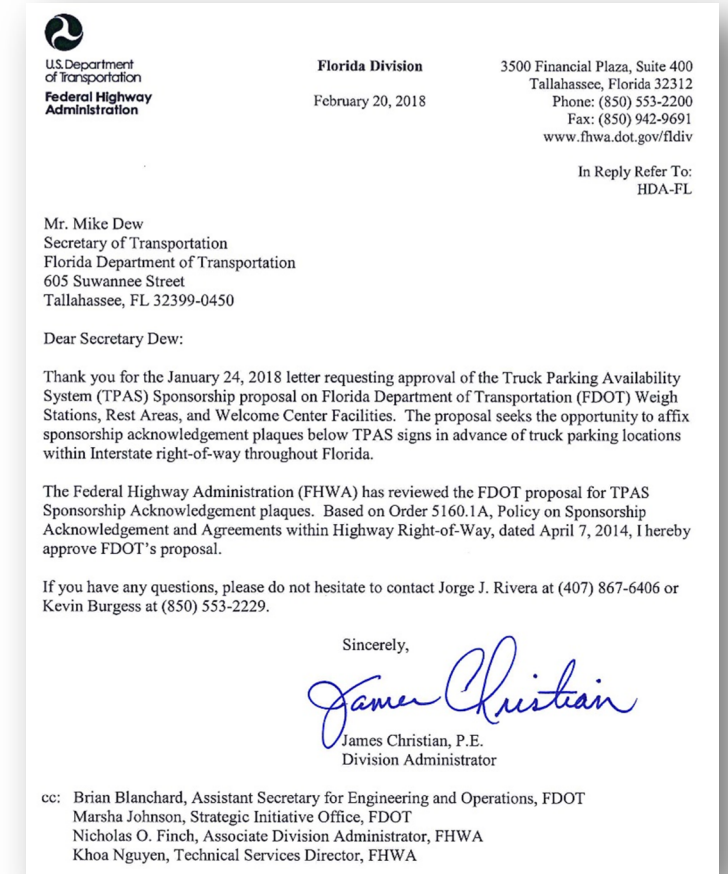 U.S. Department
of Transportation
Federal Highway
Administration
Florida Division
February 20, 2018
3500 Financial Plaza, Suite 400
Tallahassee, Florida 32312
Phone: (850) 553-2200
Fax: (850) 942-9691
www.fhwa.dot.gov/fldiv
In Reply Refer To:
HDA-FL
Mr. Mike Dew
Secretary of Transportation
Florida Department of Transportation
605 Suwannee Street
Tallahassee, FL 32399-0450
Dear Secretary Dew:
Thank you for the January 24, 2018 letter requesting approval of the Truck Parking Availability
System (TPAS) Sponsorship proposal on Florida Department of Transportation (FDOT) Weigh
Stations, Rest Areas, and Welcome Center Facilities. The proposal seeks the opportunity to affix
sponsorship acknowledgement plaques below TPAS signs in advance of truck parking locations
within Interstate right-of-way throughout Florida.
The Federal Highway Administration (FHWA) has reviewed the FDOT proposal for TPAS
Sponsorship Acknowledgement plaques. Based on Order 5160.1A, Policy on Sponsorship
Acknowledgement and Agreements within Highway Right-of-Way, dated April 7, 2014, I hereby
approve FDOT's proposal.
If you have any questions, please do not hesitate to contact Jorge J. Rivera at (407) 867-6406 or
Kevin Burgess at (850) 553-2229.
Sincerely,
James Christian
James Christian, P.E.
Division Administrator
cc: Brian Blanchard, Assistant Secretary for Engineering and Operations, FDOT
Marsha Johnson, Strategic Initiative Office, FDOT
Nicholas O. Finch, Associate Division Administrator, FHWA
Khoa Nguyen, Technical Services Director, FHWA